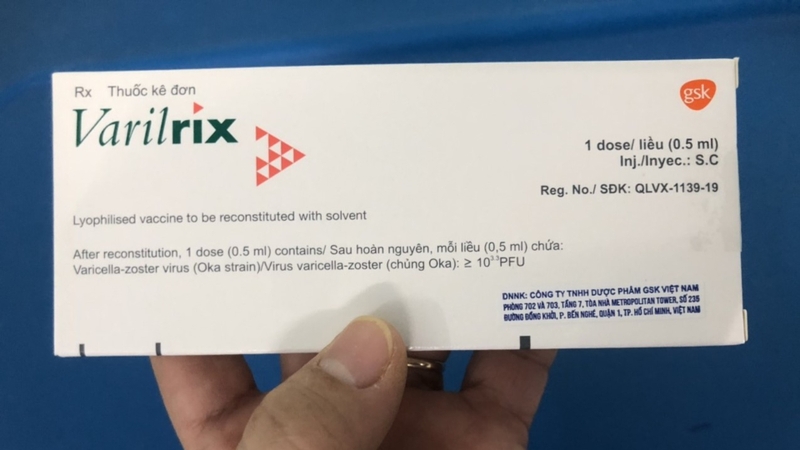 Rx Thuốc kê đơn
Varilrix
gsk
1 dose/ liều (0.5 ml)
Inj./Inyec.: S.C
Reg. No./ SĐK: QLVX-1139-19
Lyophilised vaccine to be reconstituted with solvent
After reconstitution, 1 dose (0.5 ml) contains/ Sau hoàn nguyên, mỗi liều (0,5 ml) chứa:
Varicella-zoster virus (Oka strain)/Virus varicella-zoster (chủng Oka): ≥ 10³·³PFU
DNNK: CÔNG TY TNHH DƯỢC PHẨM GSK VIỆT NAM
PHÒNG 702 VÀ 703, TẦNG 7, TÒA NHÀ METROPOLITAN TOWER, SỐ 235
ĐƯỜNG ĐỒNG KHỞI, P. BẾN NGHÉ, QUẬN 1, TP. HỒ CHÍ MINH, VIỆT NAM